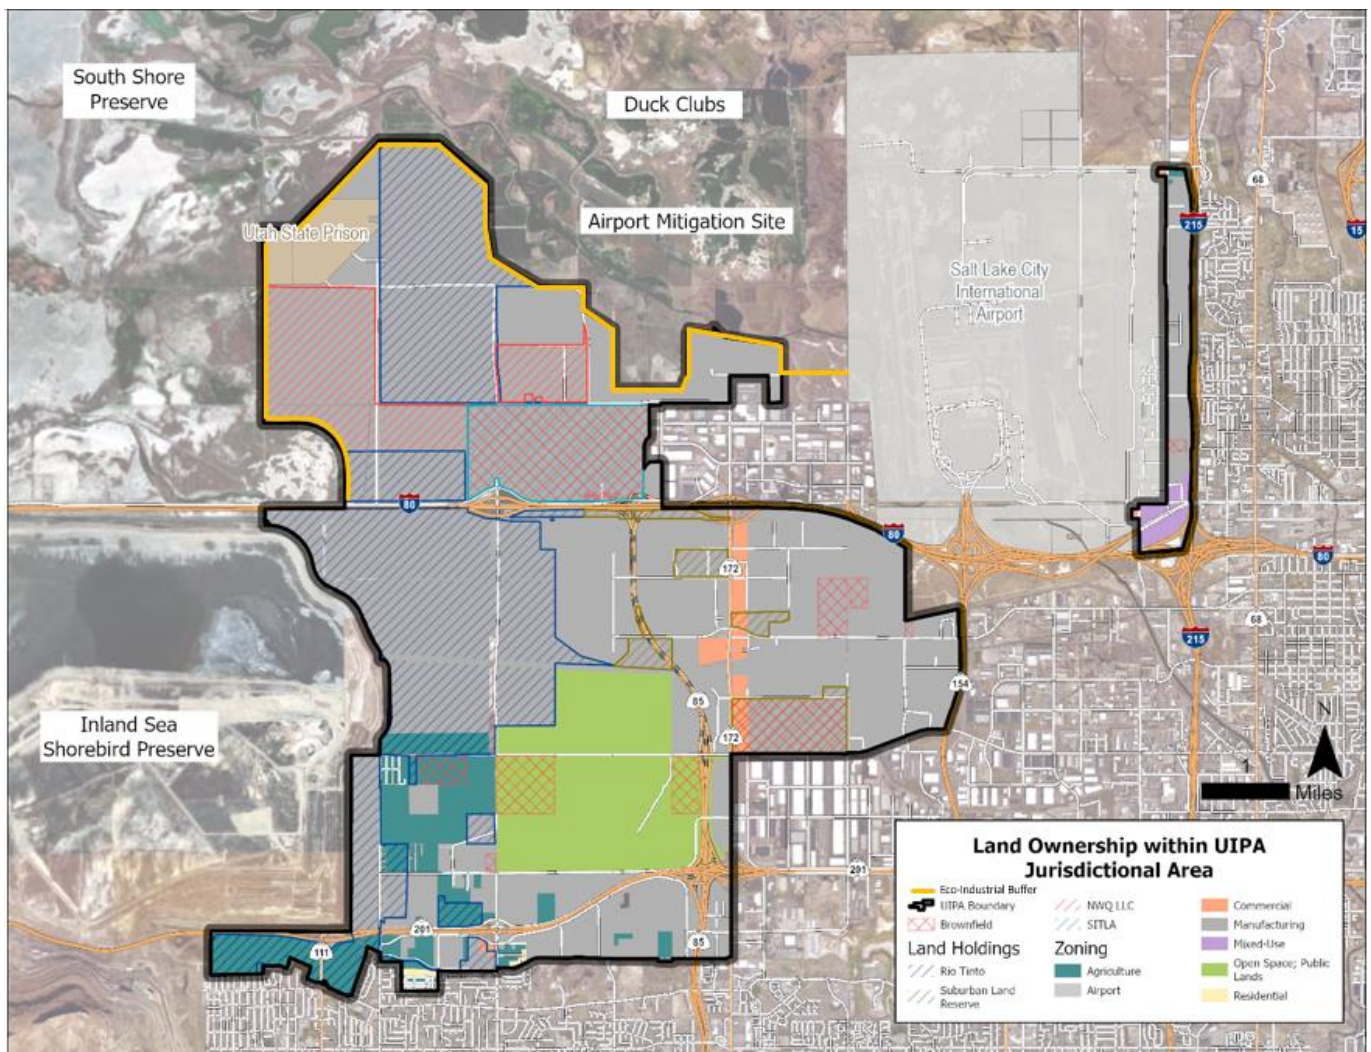 South Shore
Preserve
Duck Clubs
Airport Mitigation Site
Utah State Prison
Salt Lake City
International
Airport
68
215
15
80
80
80
172
172
85
154
215
68
Inland Sea
Shorebird Preserve
N
1
Miles
201
201
111
85
Land Ownership within UIPA
Jurisdictional Area
Eco-Industrial Buffer
UIPA Boundary
Brownfield
Land Holdings
Rio Tinto
Suburban Land
Reserve
NWQ LLC
SITLA
Zoning
Agriculture
Airport
Commercial
Manufacturing
Mixed-Use
Open Space; Public
Lands
Residential